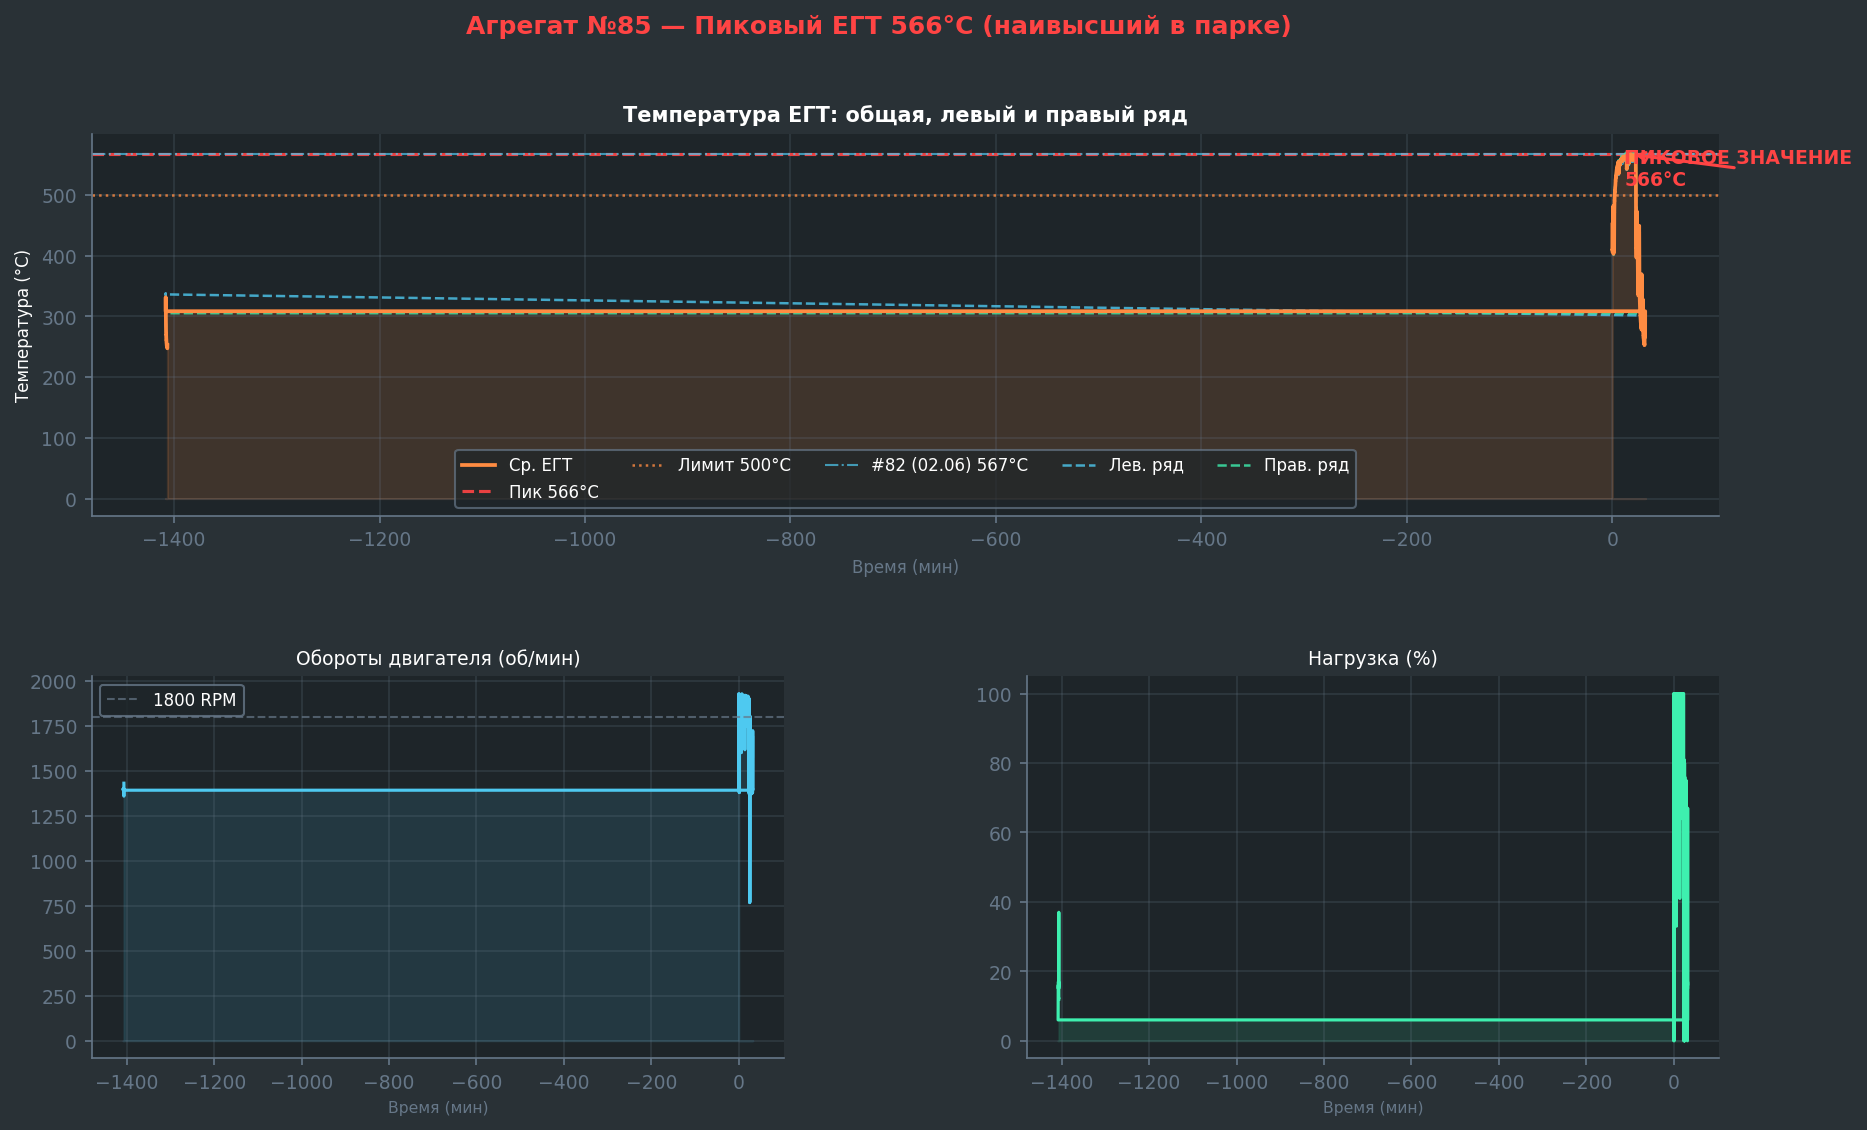 Агрегат №85 — Пиковый ЕГТ 566°C (наивысший в парке)
Температура ЕГТ: общая, левый и правый ряд
Температура (°C)
500
400
300
200
100
0
ПИКОВОЕ ЗНАЧЕНИЕ
566°C
Ср. ЕГТ
Пик 566°C
Лимит 500°C
#82 (02.06) 567°C
Лев. ряд
Прав. ряд
−1400 −1200 −1000 −800 −600 −400 −200 0
Время (мин)
Обороты двигателя (об/мин)
1800 RPM
2000
1750
1500
1250
1000
750
500
250
0
−1400 −1200 −1000 −800 −600 −400 −200 0
Время (мин)
Нагрузка (%)
100
80
60
40
20
0
−1400 −1200 −1000 −800 −600 −400 −200 0
Время (мин)